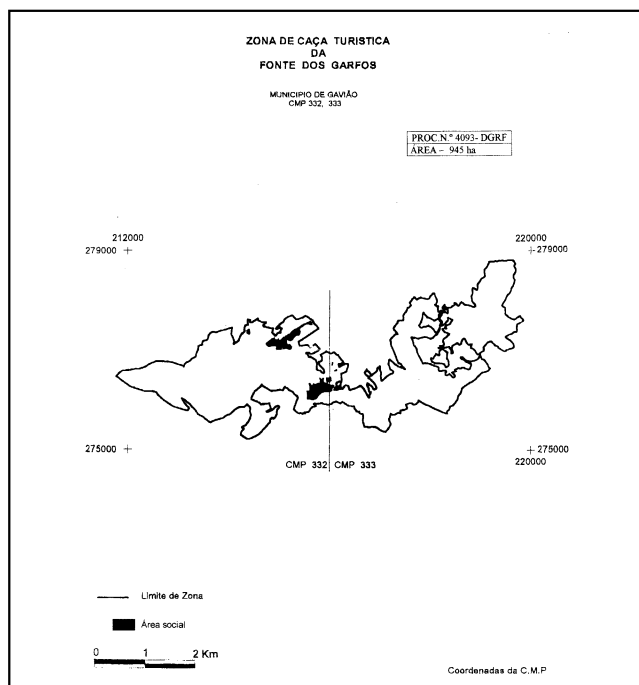 ZONA DE CAÇA TURISTICA
DA
FONTE DOS GARFOS
MUNICIPIO DE GAVIÃO
CMP 332, 333
PROC.N.º 4093- DGRF
ÁREA – 945 ha
212000
220000
279000
279000
275000
275000
220000
CMP 332 CMP 333
Limite de Zona
Área social
0 1 2 Km
Coordenadas da C.M.P